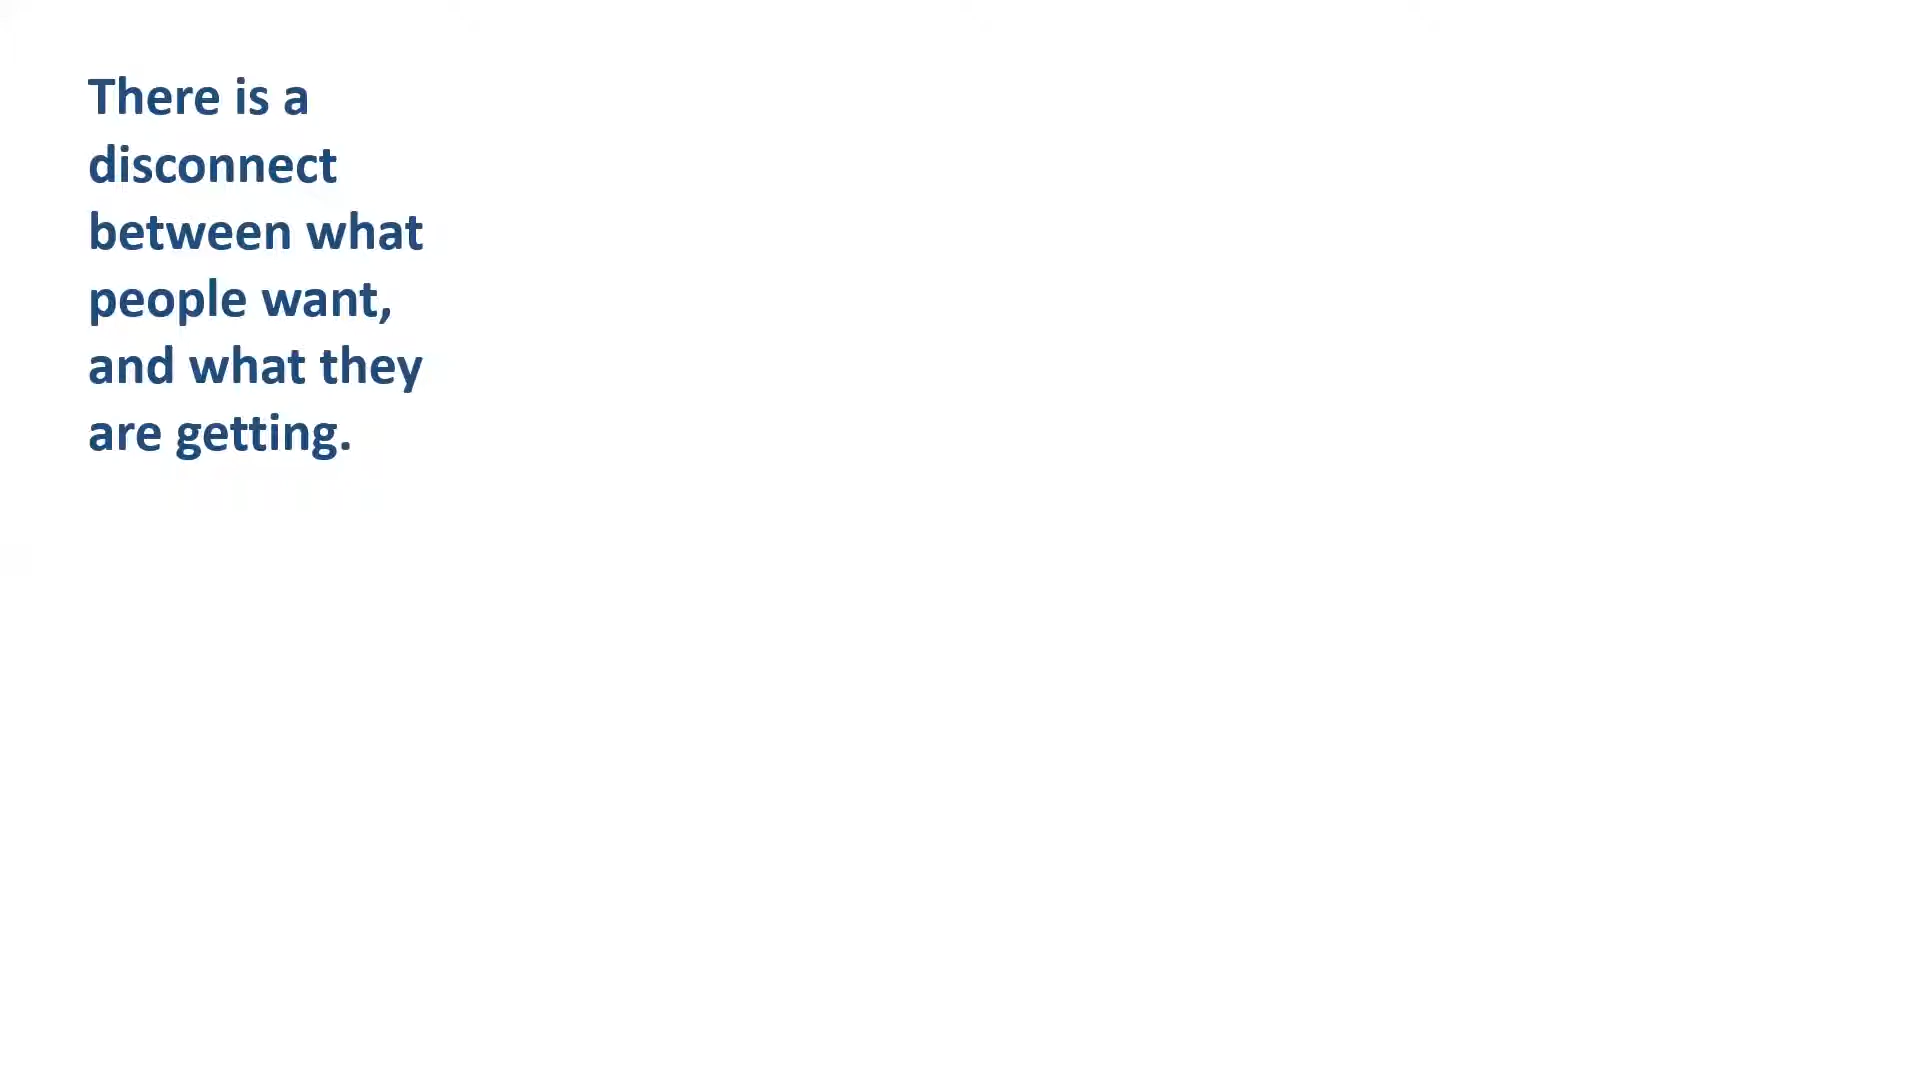 There is a
disconnect
between what
people want,
and what they
are getting.